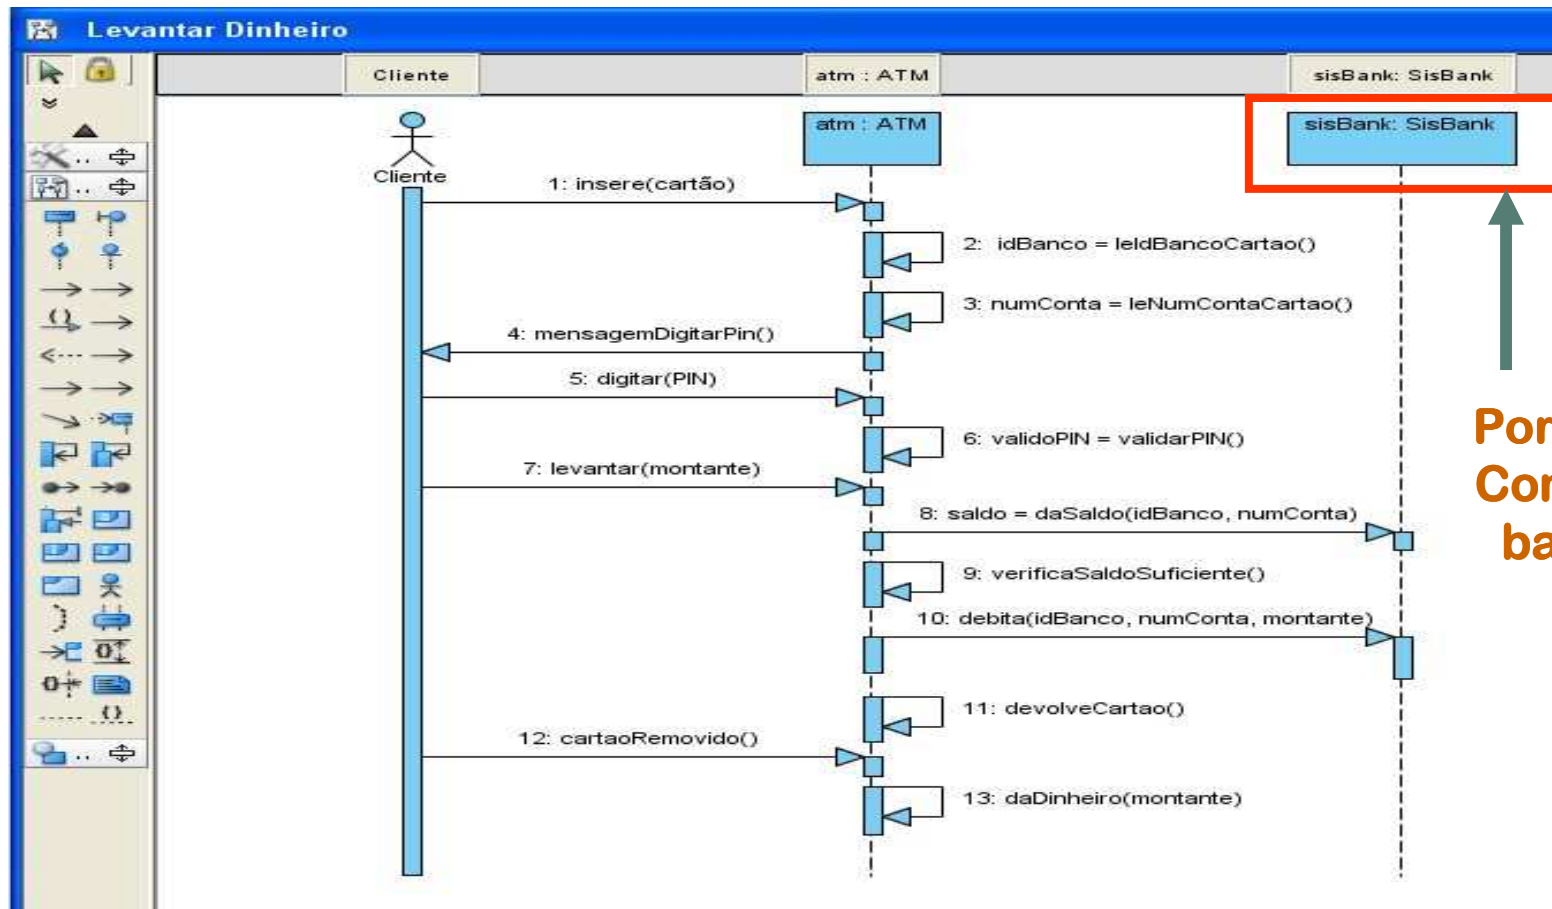 Levantar Dinheiro
Cliente
atm : ATM
sisBank: SisBank
atm : ATM
sisBank: SisBank
Cliente
1: insere(cartão)
2: idBanco = leIdBancoCartao()
3: numConta = leNumContaCartao()
4: mensagemDigitarPin()
5: digitar(PIN)
6: validoPIN = validarPIN()
7: levantar(montante)
8: saldo = daSaldo(idBanco, numConta)
9: verificaSaldoSuficiente()
10: debita(idBanco, numConta, montante)
11: devolveCartao()
12: cartaoRemovido()
13: daDinheiro(montante)